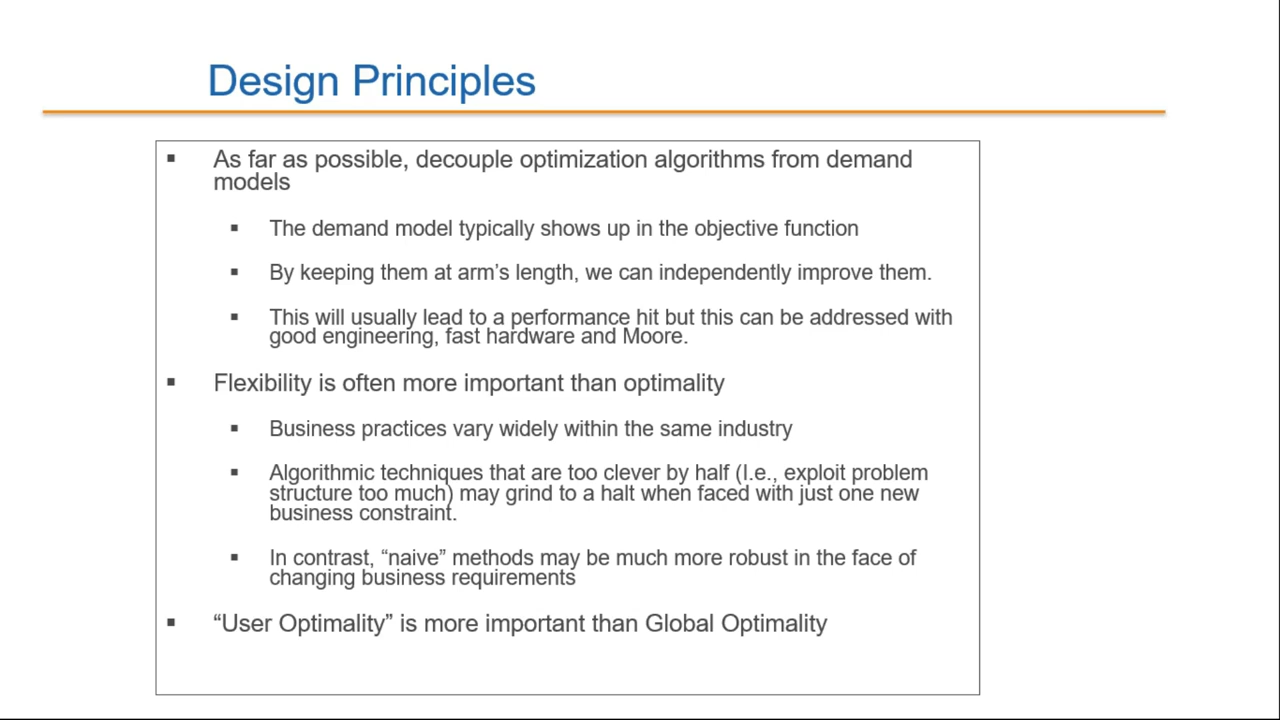 Design Principles
▪ As far as possible, decouple optimization algorithms from demand
models
▪ The demand model typically shows up in the objective function
▪ By keeping them at arm’s length, we can independently improve them.
▪ This will usually lead to a performance hit but this can be addressed with
good engineering, fast hardware and Moore.
▪ Flexibility is often more important than optimality
▪ Business practices vary widely within the same industry
▪ Algorithmic techniques that are too clever by half (I.e., exploit problem
structure too much) may grind to a halt when faced with just one new
business constraint.
▪ In contrast, “naive” methods may be much more robust in the face of
changing business requirements
▪ “User Optimality” is more important than Global Optimality